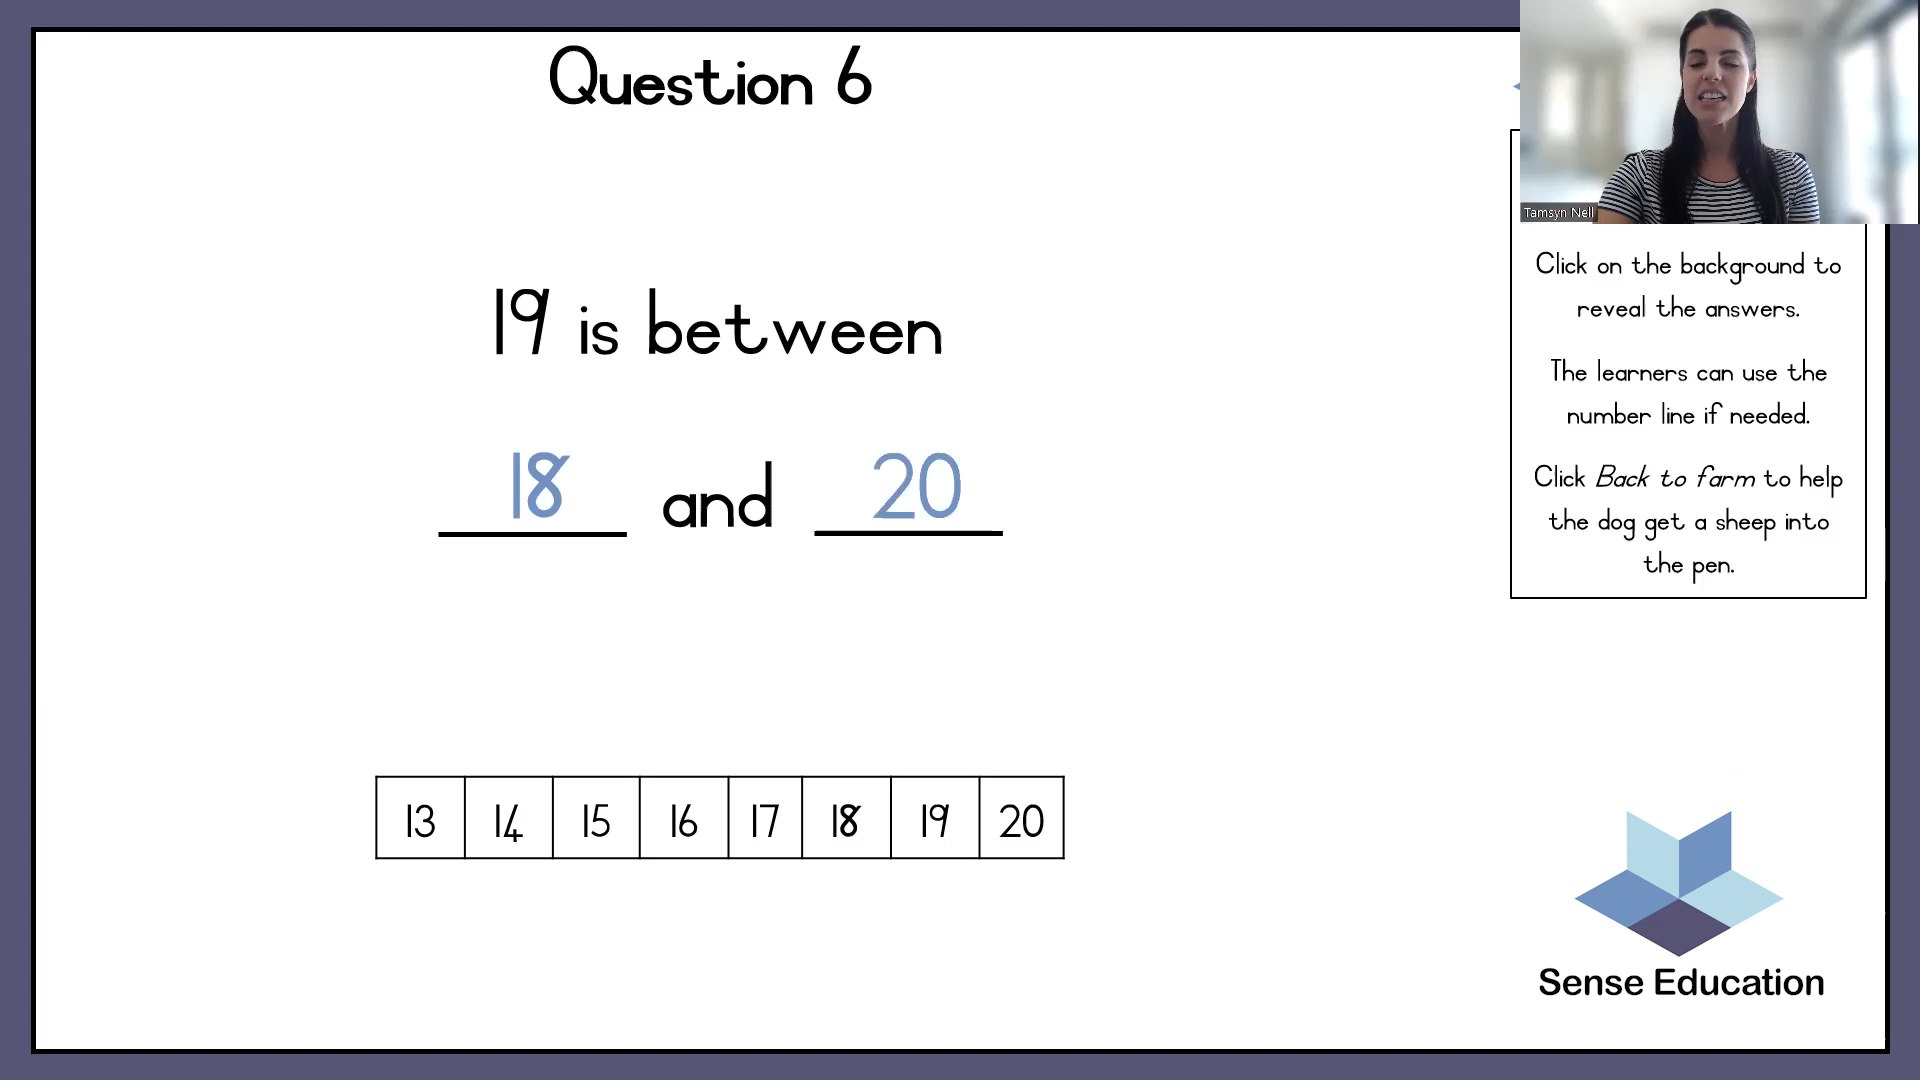 Question 6
19 is between
18 and 20
13 14 15 16 17 18 19 20
Tamsyn Nell
Click on the background to
reveal the answers.
The learners can use the
number line if needed.
Click Back to farm to help
the dog get a sheep into
the pen.
Sense Education